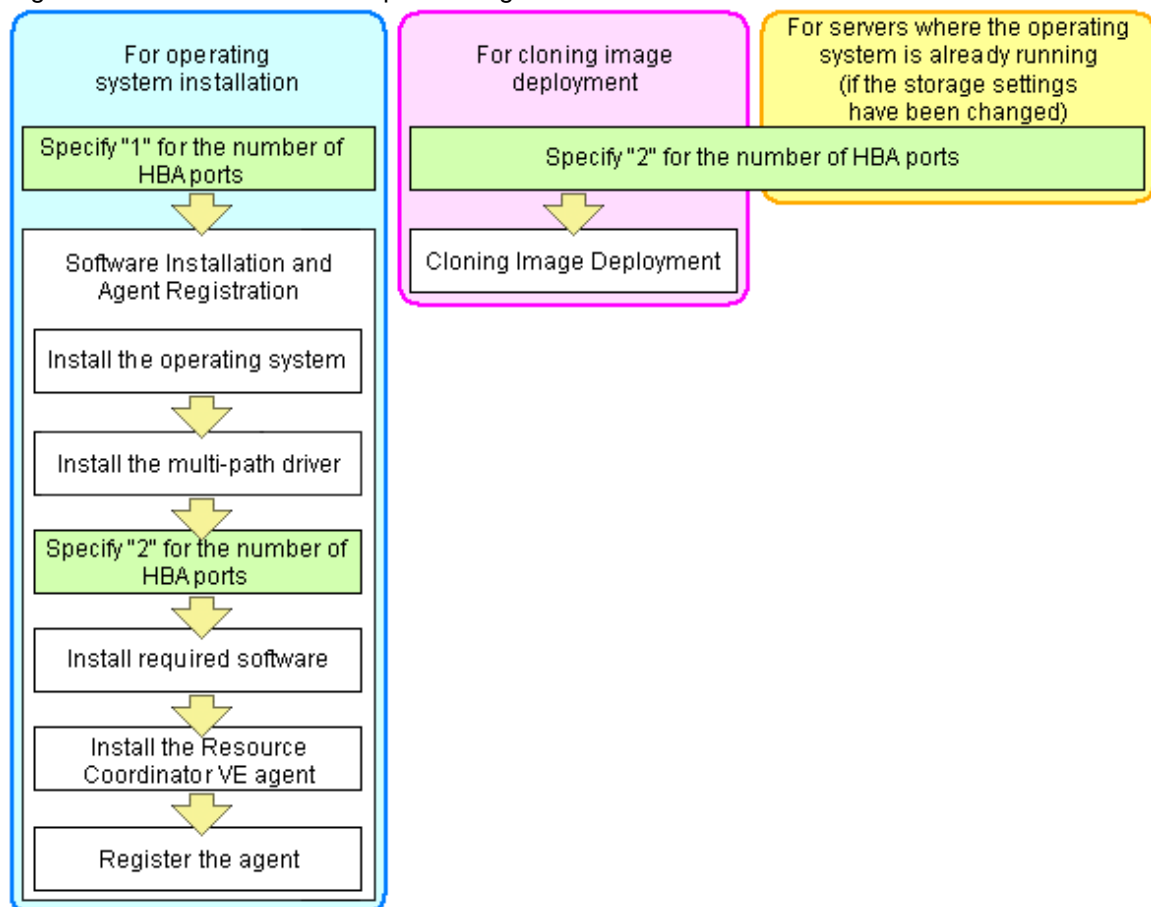 For operating
system installation
Specify "1" for the number of
HBA ports
Software Installation and
Agent Registration
Install the operating system
Install the multi-path driver
Specify "2" for the number of
HBA ports
Install required software
Install the Resource
Coordinator VE agent
Register the agent
For cloning image
deployment
For servers where the operating
system is already running
(if the storage settings
have been changed)
Specify "2" for the number of HBA ports
Cloning Image Deployment